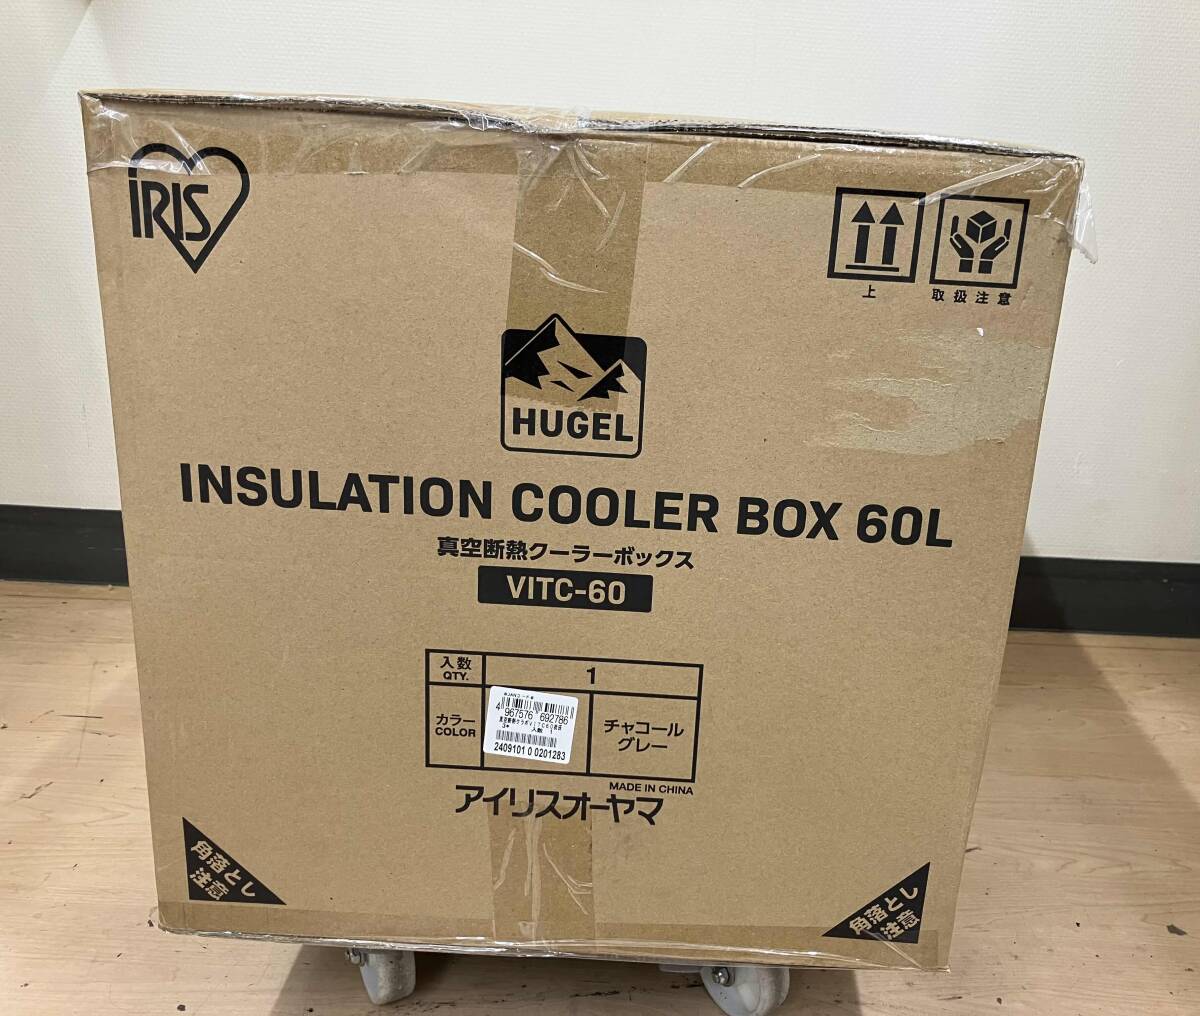 IRIS
上
取扱注意
HUGEL
INSULATION COOLER BOX 60L
真空断熱クーラーボックス
VITC-60
入数
QTY.
1
カラー
COLOR
4 967576 692786
入数 1
2409101 0 0201283
チャコール
グレー
MADE IN CHINA
アイリスオーヤマ
角落とし
注意
角落とし
注意